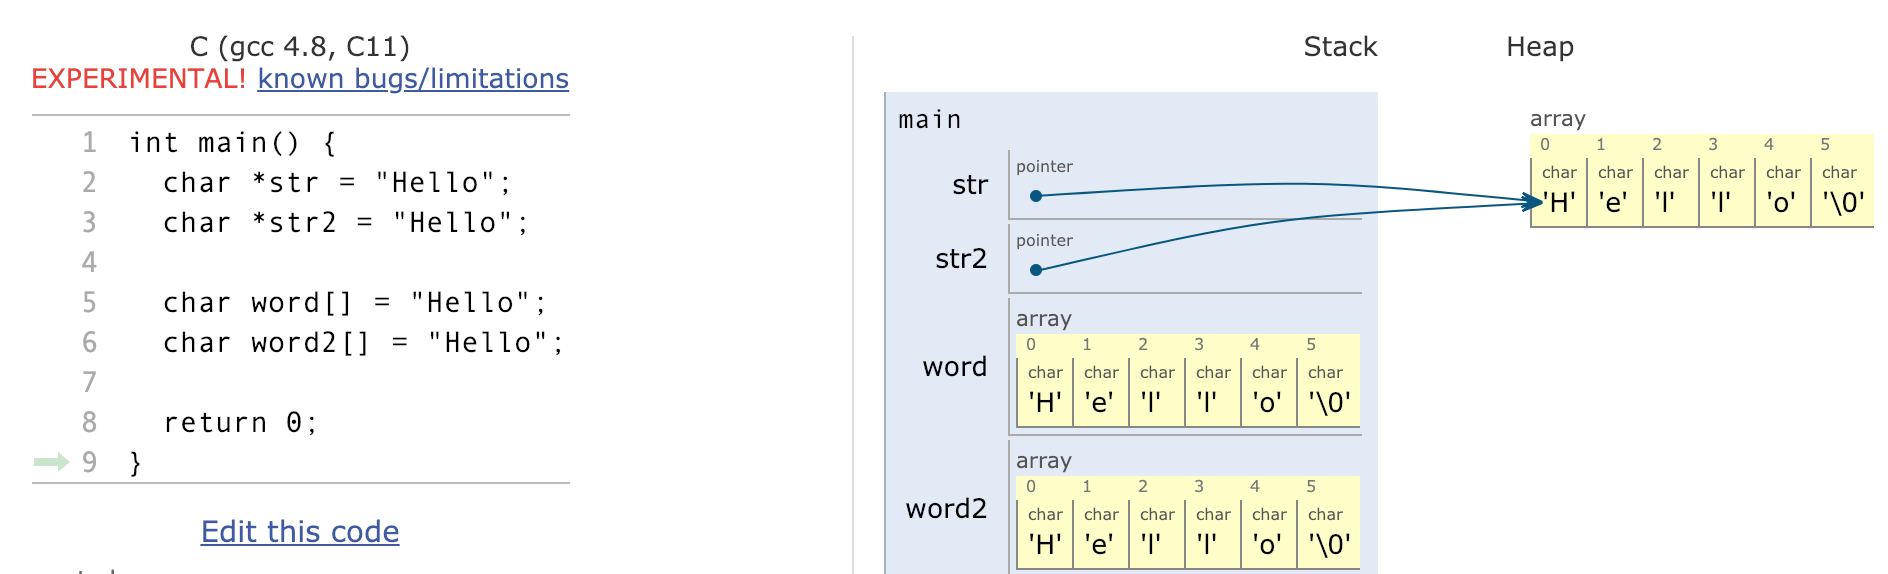 C (gcc 4.8, C11)
EXPERIMENTAL! known bugs/limitations
1 int main() {
2 char *str = "Hello";
3 char *str2 = "Hello";
4
5 char word[] = "Hello";
6 char word2[] = "Hello";
7
8 return 0;
9 }
Edit this code
Stack Heap
main
str
pointer
str2
pointer
word
array
0 1 2 3 4 5
char char char char char char
'H' 'e' 'l' 'l' 'o' '\0'
word2
array
0 1 2 3 4 5
char char char char char char
'H' 'e' 'l' 'l' 'o' '\0'
array
0 1 2 3 4 5
char char char char char char
'H' 'e' 'l' 'l' 'o' '\0'